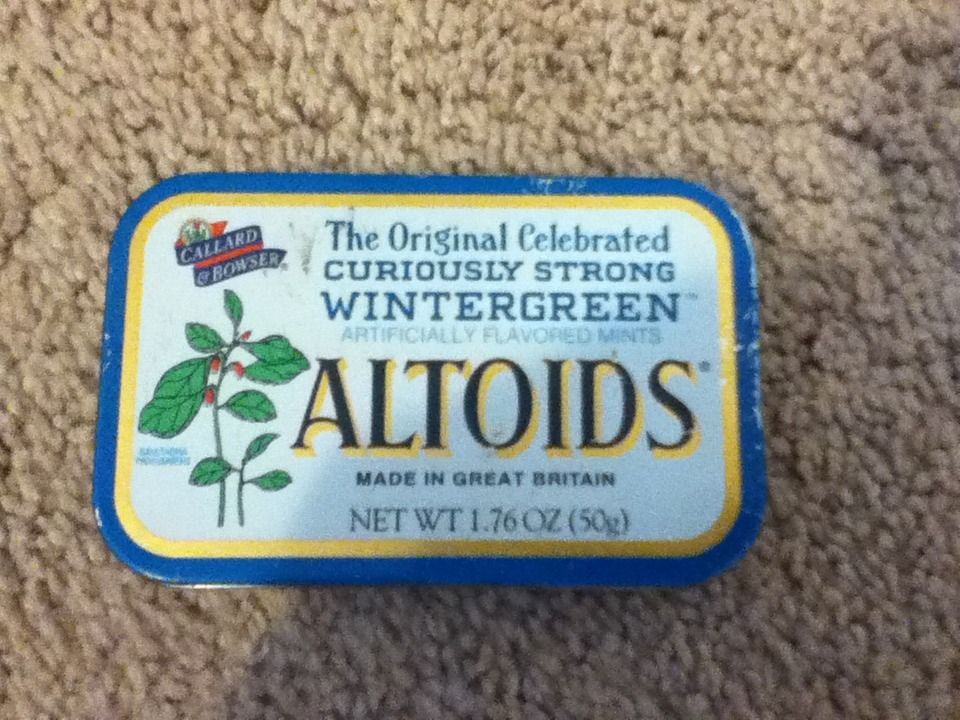 CALLARD
& BOWSER®
The Original Celebrated
CURIOUSLY STRONG
WINTERGREEN™
ARTIFICIALLY FLAVORED MINTS
ALTOIDS®
MADE IN GREAT BRITAIN
NET WT 1.76 OZ (50g)